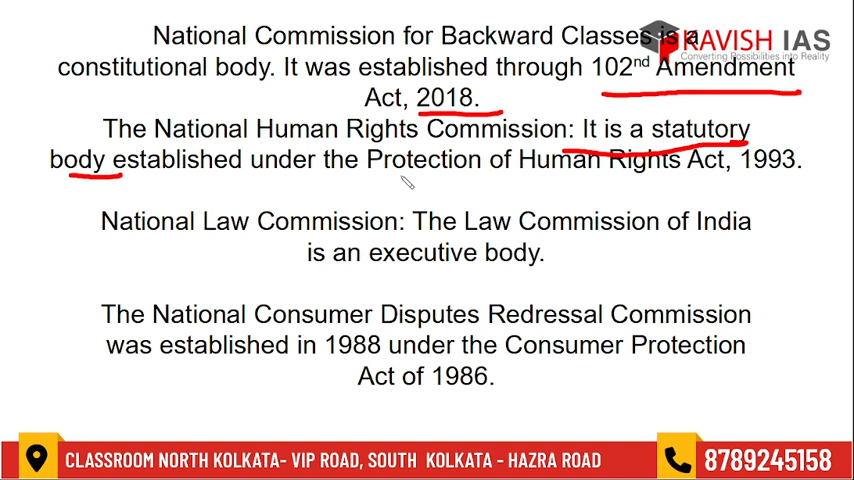 National Commission for Backward Classes is a
constitutional body. It was established through 102nd Amendment
Act, 2018.
The National Human Rights Commission: It is a statutory
body established under the Protection of Human Rights Act, 1993.
National Law Commission: The Law Commission of India
is an executive body.
The National Consumer Disputes Redressal Commission
was established in 1988 under the Consumer Protection
Act of 1986.
RAVISH IAS
Converting Possibilities into Reality
CLASSROOM NORTH KOLKATA- VIP ROAD, SOUTH KOLKATA - HAZRA ROAD
8789245158